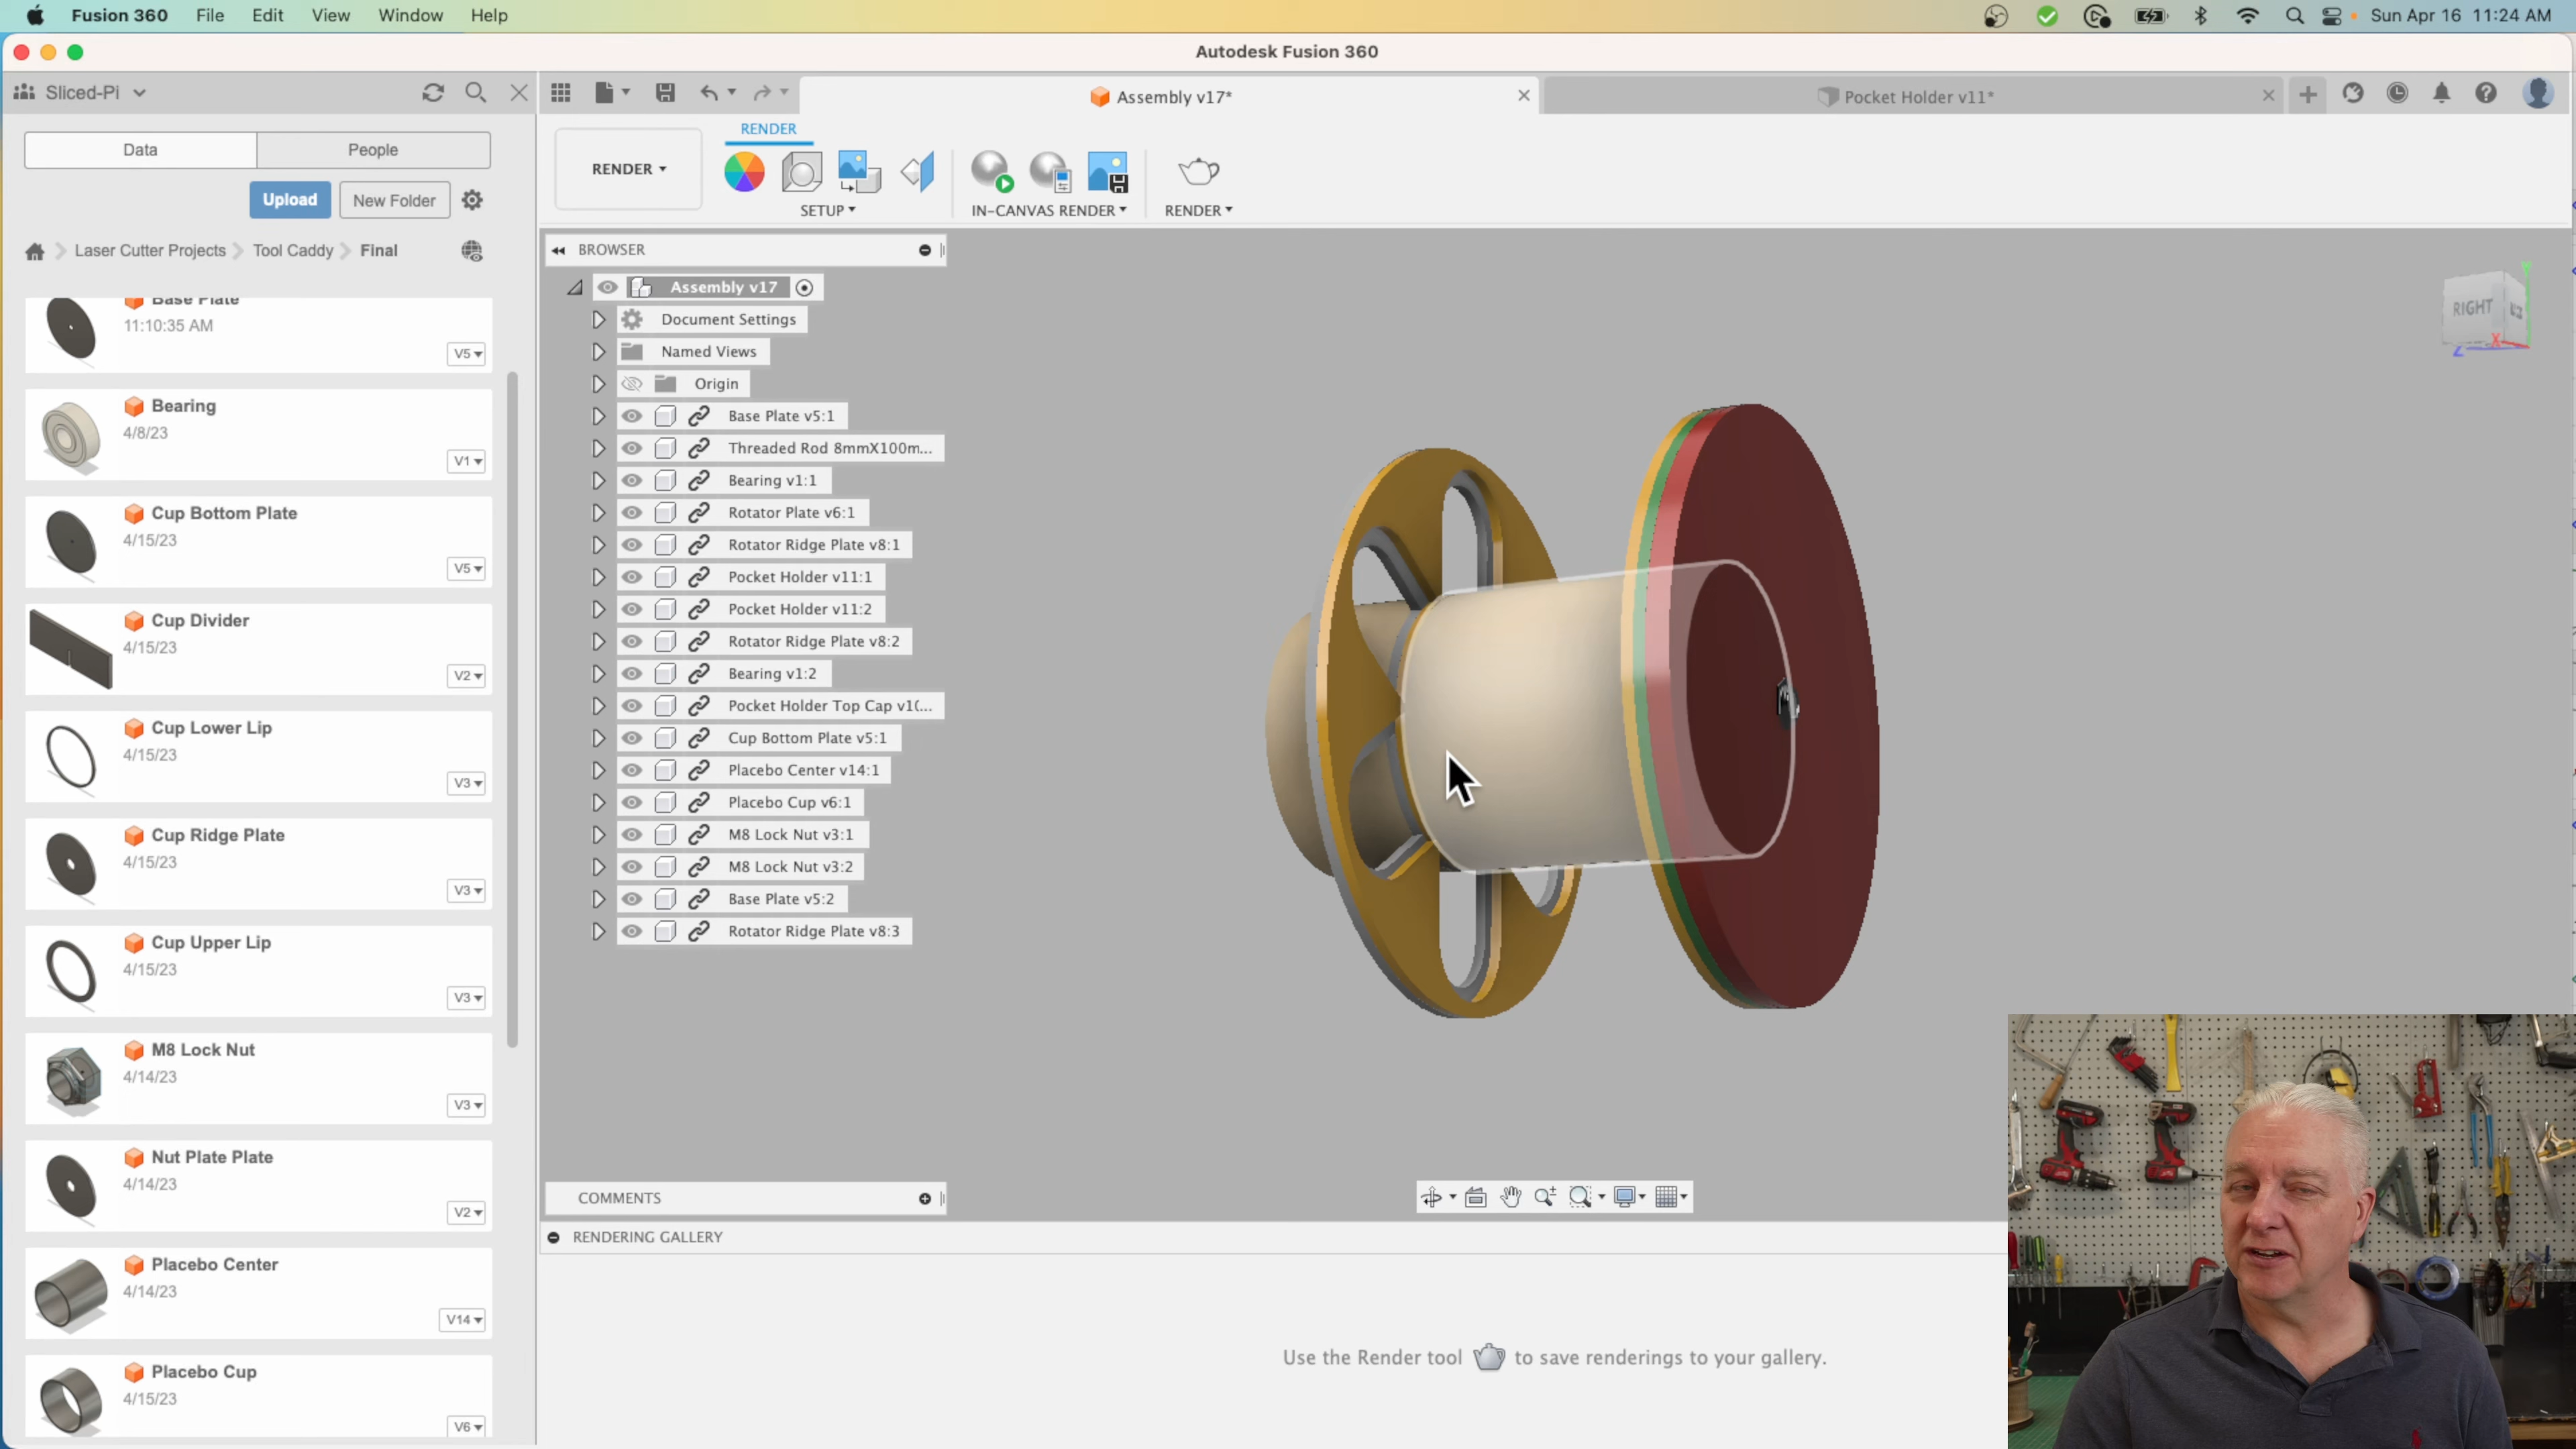 Fusion 360 File Edit View Window Help Sun Apr 16 11:24 AM
Autodesk Fusion 360
Sliced-Pi
Assembly v17*
Pocket Holder v11*
Data
People
Upload
New Folder
Laser Cutter Projects
Tool Caddy
Final
RENDER
RENDER
SETUP
IN-CANVAS RENDER
RENDER
Base Plate
11:10:35 AM
V5
Bearing
4/8/23
V1
Cup Bottom Plate
4/15/23
V5
Cup Divider
4/15/23
V2
Cup Lower Lip
4/15/23
V3
Cup Ridge Plate
4/15/23
V3
Cup Upper Lip
4/15/23
V3
M8 Lock Nut
4/14/23
V3
Nut Plate Plate
4/14/23
V2
Placebo Center
4/14/23
V14
Placebo Cup
4/15/23
V6
BROWSER
Assembly v17
Document Settings
Named Views
Origin
Base Plate v5:1
Threaded Rod 8mmX100m...
Bearing v1:1
Rotator Plate v6:1
Rotator Ridge Plate v8:1
Pocket Holder v11:1
Pocket Holder v11:2
Rotator Ridge Plate v8:2
Bearing v1:2
Pocket Holder Top Cap v1(...
Cup Bottom Plate v5:1
Placebo Center v14:1
Placebo Cup v6:1
M8 Lock Nut v3:1
M8 Lock Nut v3:2
Base Plate v5:2
Rotator Ridge Plate v8:3
RIGHT
Y
X
Z
COMMENTS
RENDERING GALLERY
Use the Render tool to save renderings to your gallery.